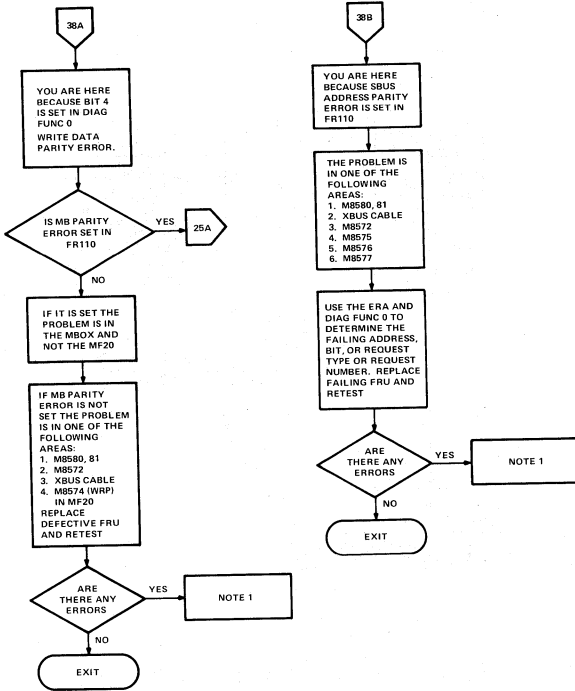 38A
YOU ARE HERE
BECAUSE BIT 4
IS SET IN DIAG
FUNC 0
WRITE DATA
PARITY ERROR.
IS MB PARITY
ERROR SET IN
FR110
YES
25A
NO
IF IT IS SET THE
PROBLEM IS IN
THE MBOX AND
NOT THE MF20
IF MB PARITY
ERROR IS NOT
SET THE PROBLEM
IS IN ONE OF THE
FOLLOWING
AREAS:
1. M8580, 81
2. M8572
3. XBUS CABLE
4. M8574 (WRP)
IN MF20
REPLACE
DEFECTIVE FRU
AND RETEST
ARE
THERE ANY
ERRORS
YES
NOTE 1
NO
EXIT
38B
YOU ARE HERE
BECAUSE SBUS
ADDRESS PARITY
ERROR IS SET IN
FR110
THE PROBLEM IS
IN ONE OF THE
FOLLOWING
AREAS:
1. M8580, 81
2. XBUS CABLE
3. M8572
4. M8575
5. M8576
6. M8577
USE THE ERA AND
DIAG FUNC 0 TO
DETERMINE THE
FAILING ADDRESS,
BIT, OR REQUEST
TYPE OR REQUEST
NUMBER. REPLACE
FAILING FRU AND
RETEST
ARE
THERE ANY
ERRORS
YES
NOTE 1
NO
EXIT